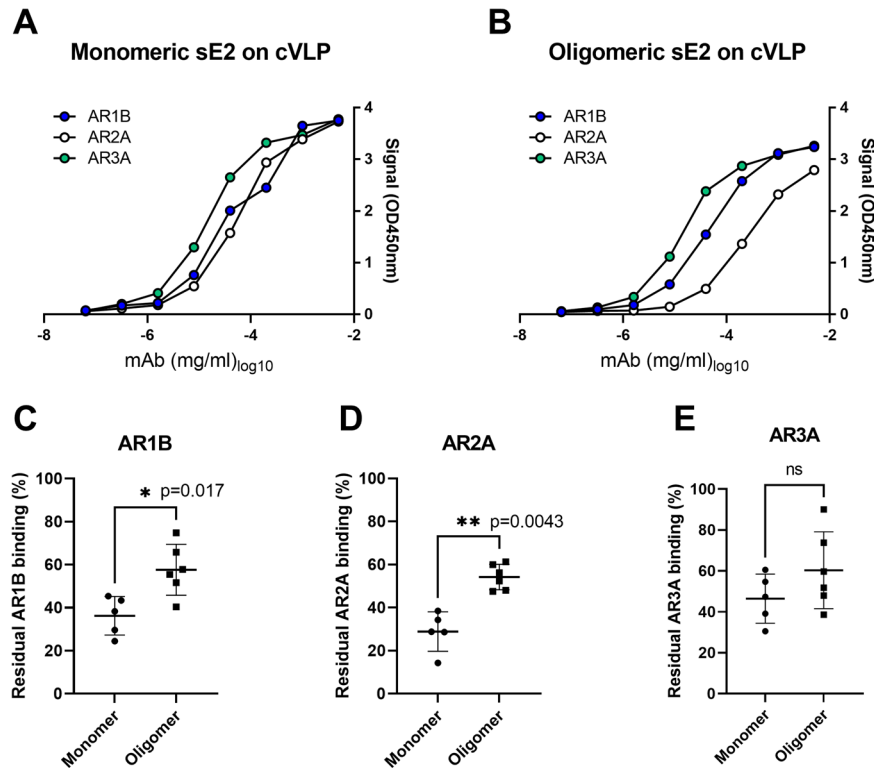 A
Monomeric sE2 on cVLP
AR1B
AR2A
AR3A
4
3
2
1
0
Signal (OD450nm)
-8
-6
-4
-2
mAb (mg/ml)log10
B
Oligomeric sE2 on cVLP
AR1B
AR2A
AR3A
4
3
2
1
0
Signal (OD450nm)
-8
-6
-4
-2
mAb (mg/ml)log10
C
AR1B
Residual AR1B binding (%)
100
80
60
40
20
0
* p=0.017
Monomer
Oligomer
D
AR2A
Residual AR2A binding (%)
100
80
60
40
20
0
** p=0.0043
Monomer
Oligomer
E
AR3A
Residual AR3A binding (%)
100
80
60
40
20
0
ns
Monomer
Oligomer